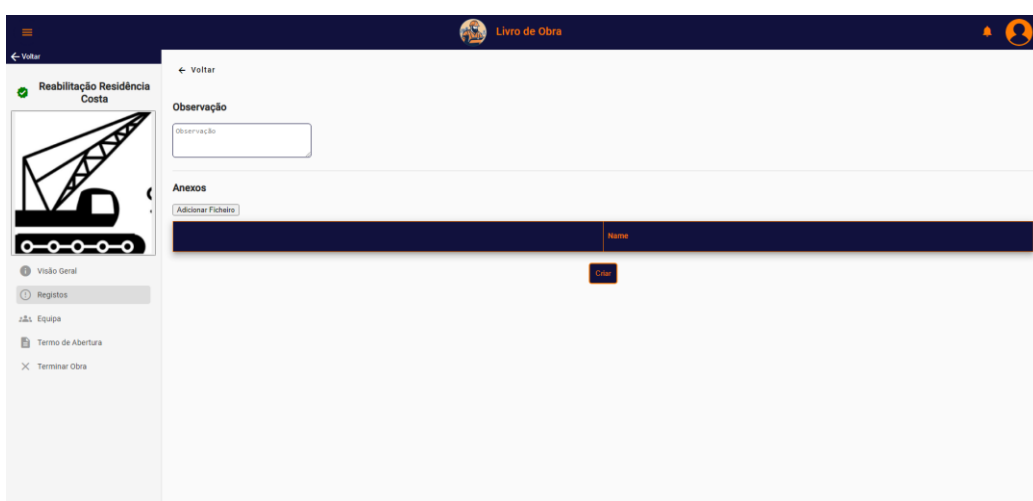 Livro de Obra
Voltar
Reabilitação Residência
Costa
Visão Geral
Registos
Equipa
Termo de Abertura
Terminar Obra
Voltar
Observação
Observação
Anexos
Adicionar Ficheiro
Name
Criar